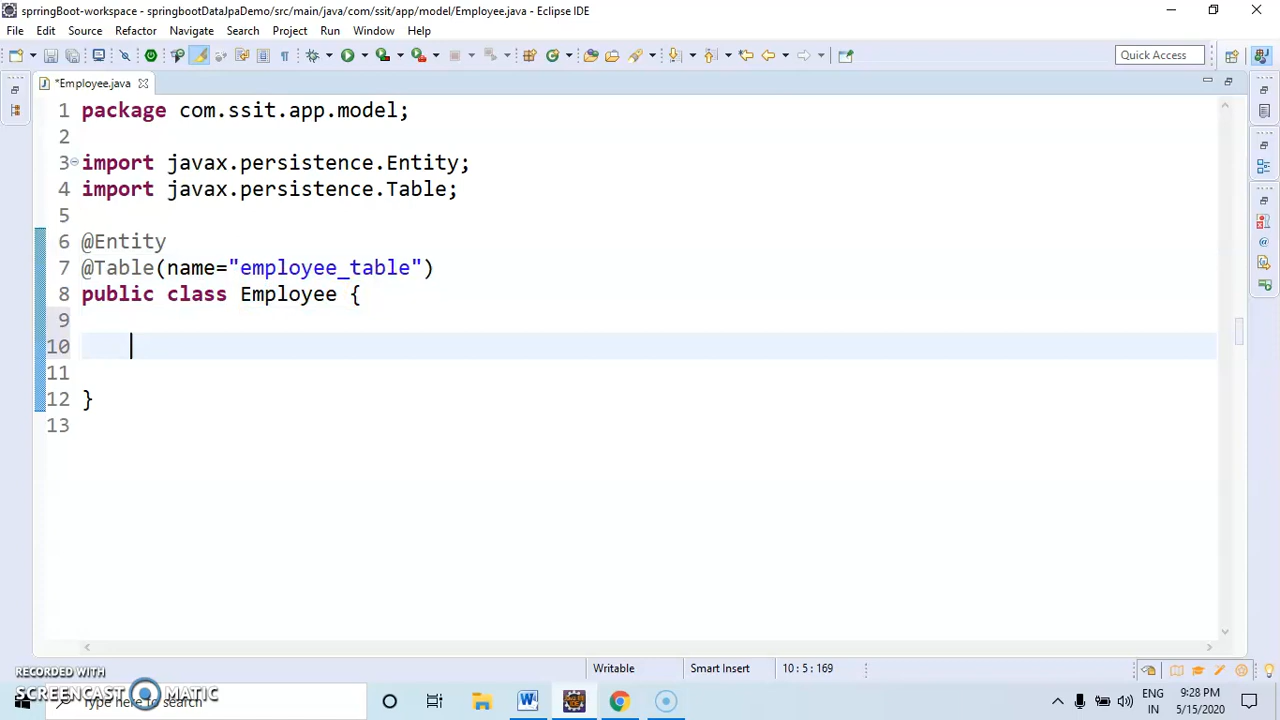 sprringBoot-workspace - springbootDataJpaDemo/src/main/java/com/ssit/app/model/Employee.java - Eclipse IDE
File Edit Source Refactor Navigate Search Project Run Window Help
Quick Access
*Employee.java
1 package com.ssit.app.model;
2
3 import javax.persistence.Entity;
4 import javax.persistence.Table;
5
6 @Entity
7 @Table(name="employee_table")
8 public class Employee {
9
10
11
12 }
13
Writable Smart Insert 10 : 5 : 169
RECORDED WITH
SCREENCAST MATIC
Type here to search
ENG
IN
9:28 PM
5/15/2020